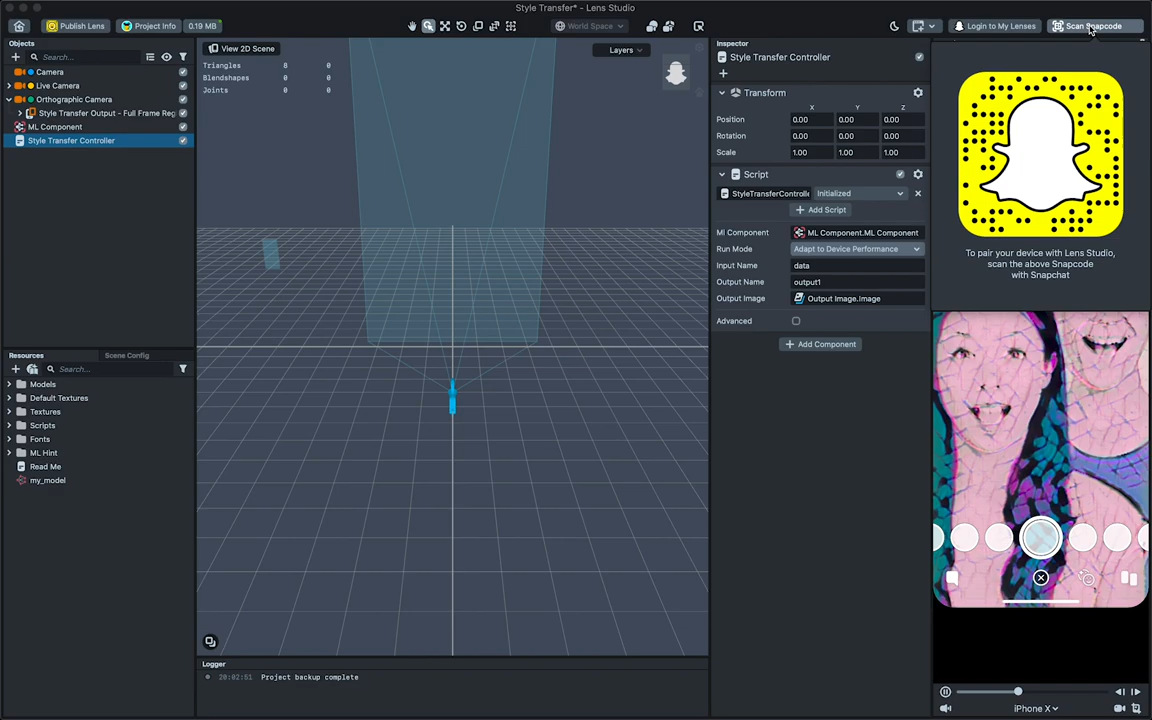 Style Transfer* - Lens Studio
Publish Lens
Project Info
0.19 MB
World Space
Login to My Lenses
Scan Snapcode
Objects
Search...
Camera
Live Camera
Orthographic Camera
Style Transfer Output - Full Frame Reg
ML Component
Style Transfer Controller
Resources
Scene Config
Search...
Models
Default Textures
Textures
Scripts
Fonts
ML Hint
Read Me
my_model
View 2D Scene
Layers
Triangles 8 0
Blendshapes 0 0
Joints 0 0
Logger
20:02:51 Project backup complete
Inspector
Style Transfer Controller
Transform
X Y Z
Position 0.00 0.00 0.00
Rotation 0.00 0.00 0.00
Scale 1.00 1.00 1.00
Script
StyleTransferControlle Initialized
Add Script
Ml Component ML Component.ML Component
Run Mode Adapt to Device Performance
Input Name data
Output Name output1
Output Image Output Image.Image
Advanced
Add Component
To pair your device with Lens Studio,
scan the above Snapcode
with Snapchat
iPhone X